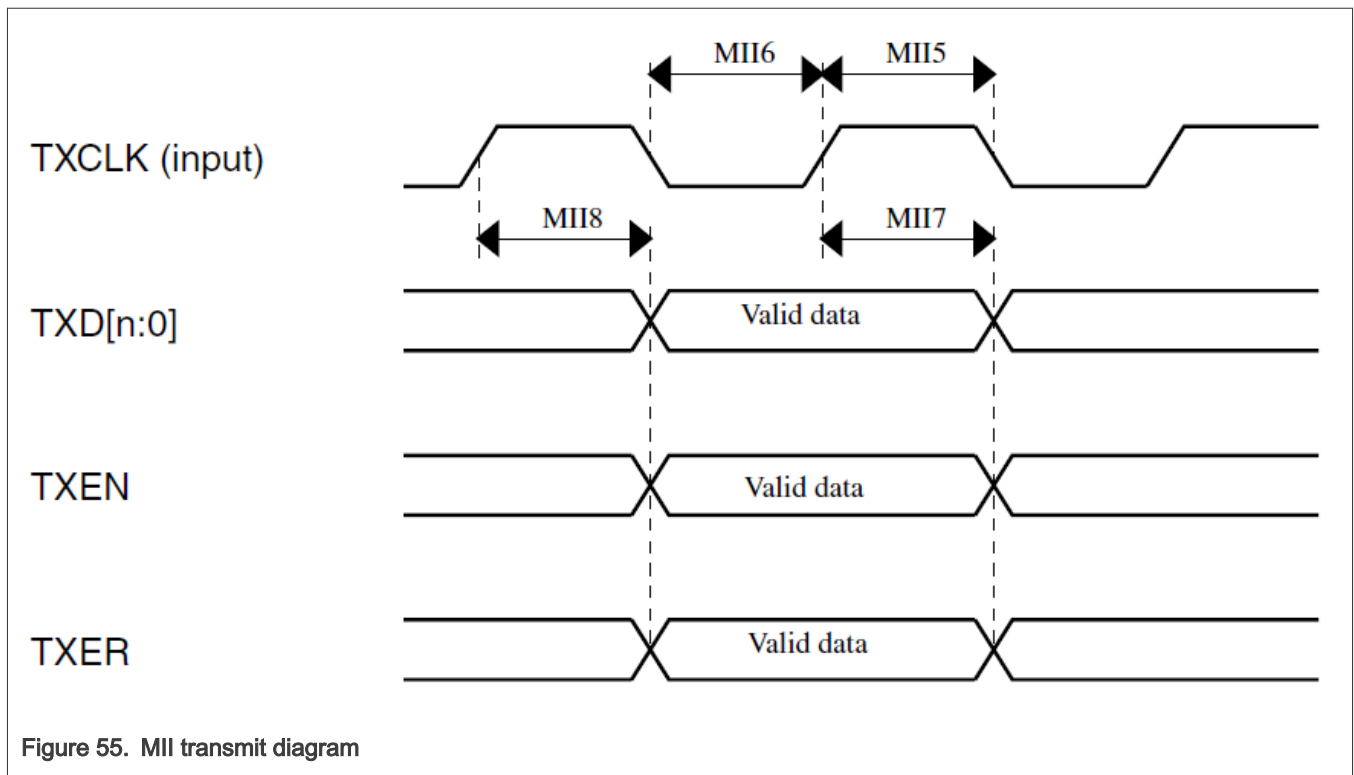 MII6 MII5
TXCLK (input)
MII8 MII7
TXD[n:0] Valid data
TXEN Valid data
TXER Valid data
Figure 55. MII transmit diagram